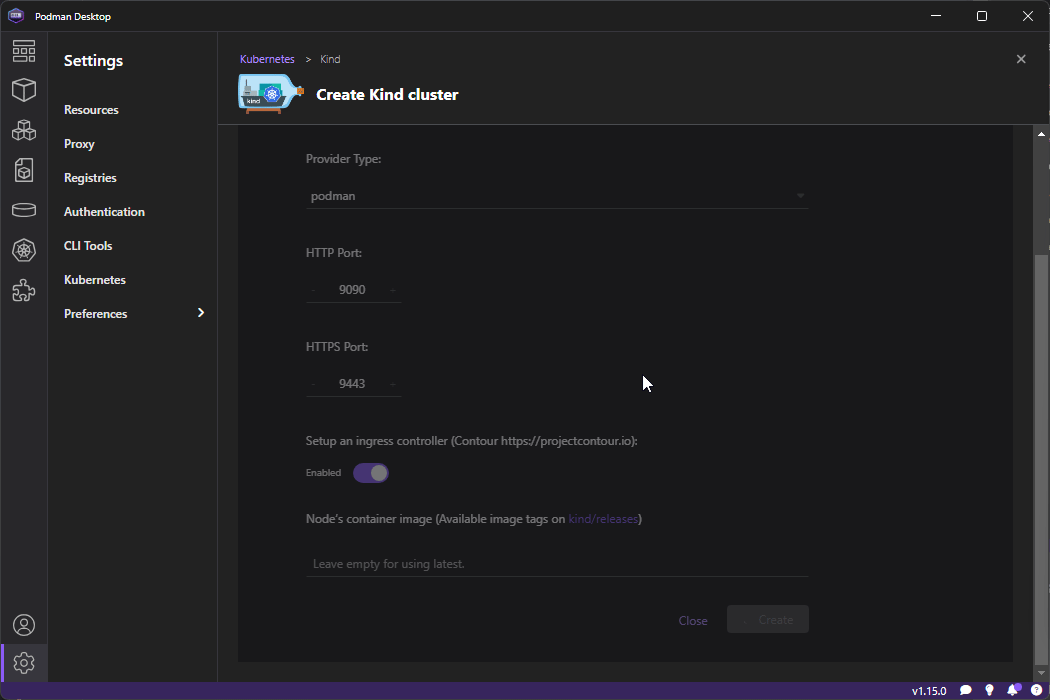 Podman Desktop
Settings
Resources
Proxy
Registries
Authentication
CLI Tools
Kubernetes
Preferences
Kubernetes > Kind
kind
Create Kind cluster
Provider Type:
podman
HTTP Port:
- 9090 +
HTTPS Port:
- 9443 +
Setup an ingress controller (Contour https://projectcontour.io):
Enabled
Node's container image (Available image tags on kind/releases)
Leave empty for using latest.
Close Create
v1.15.0